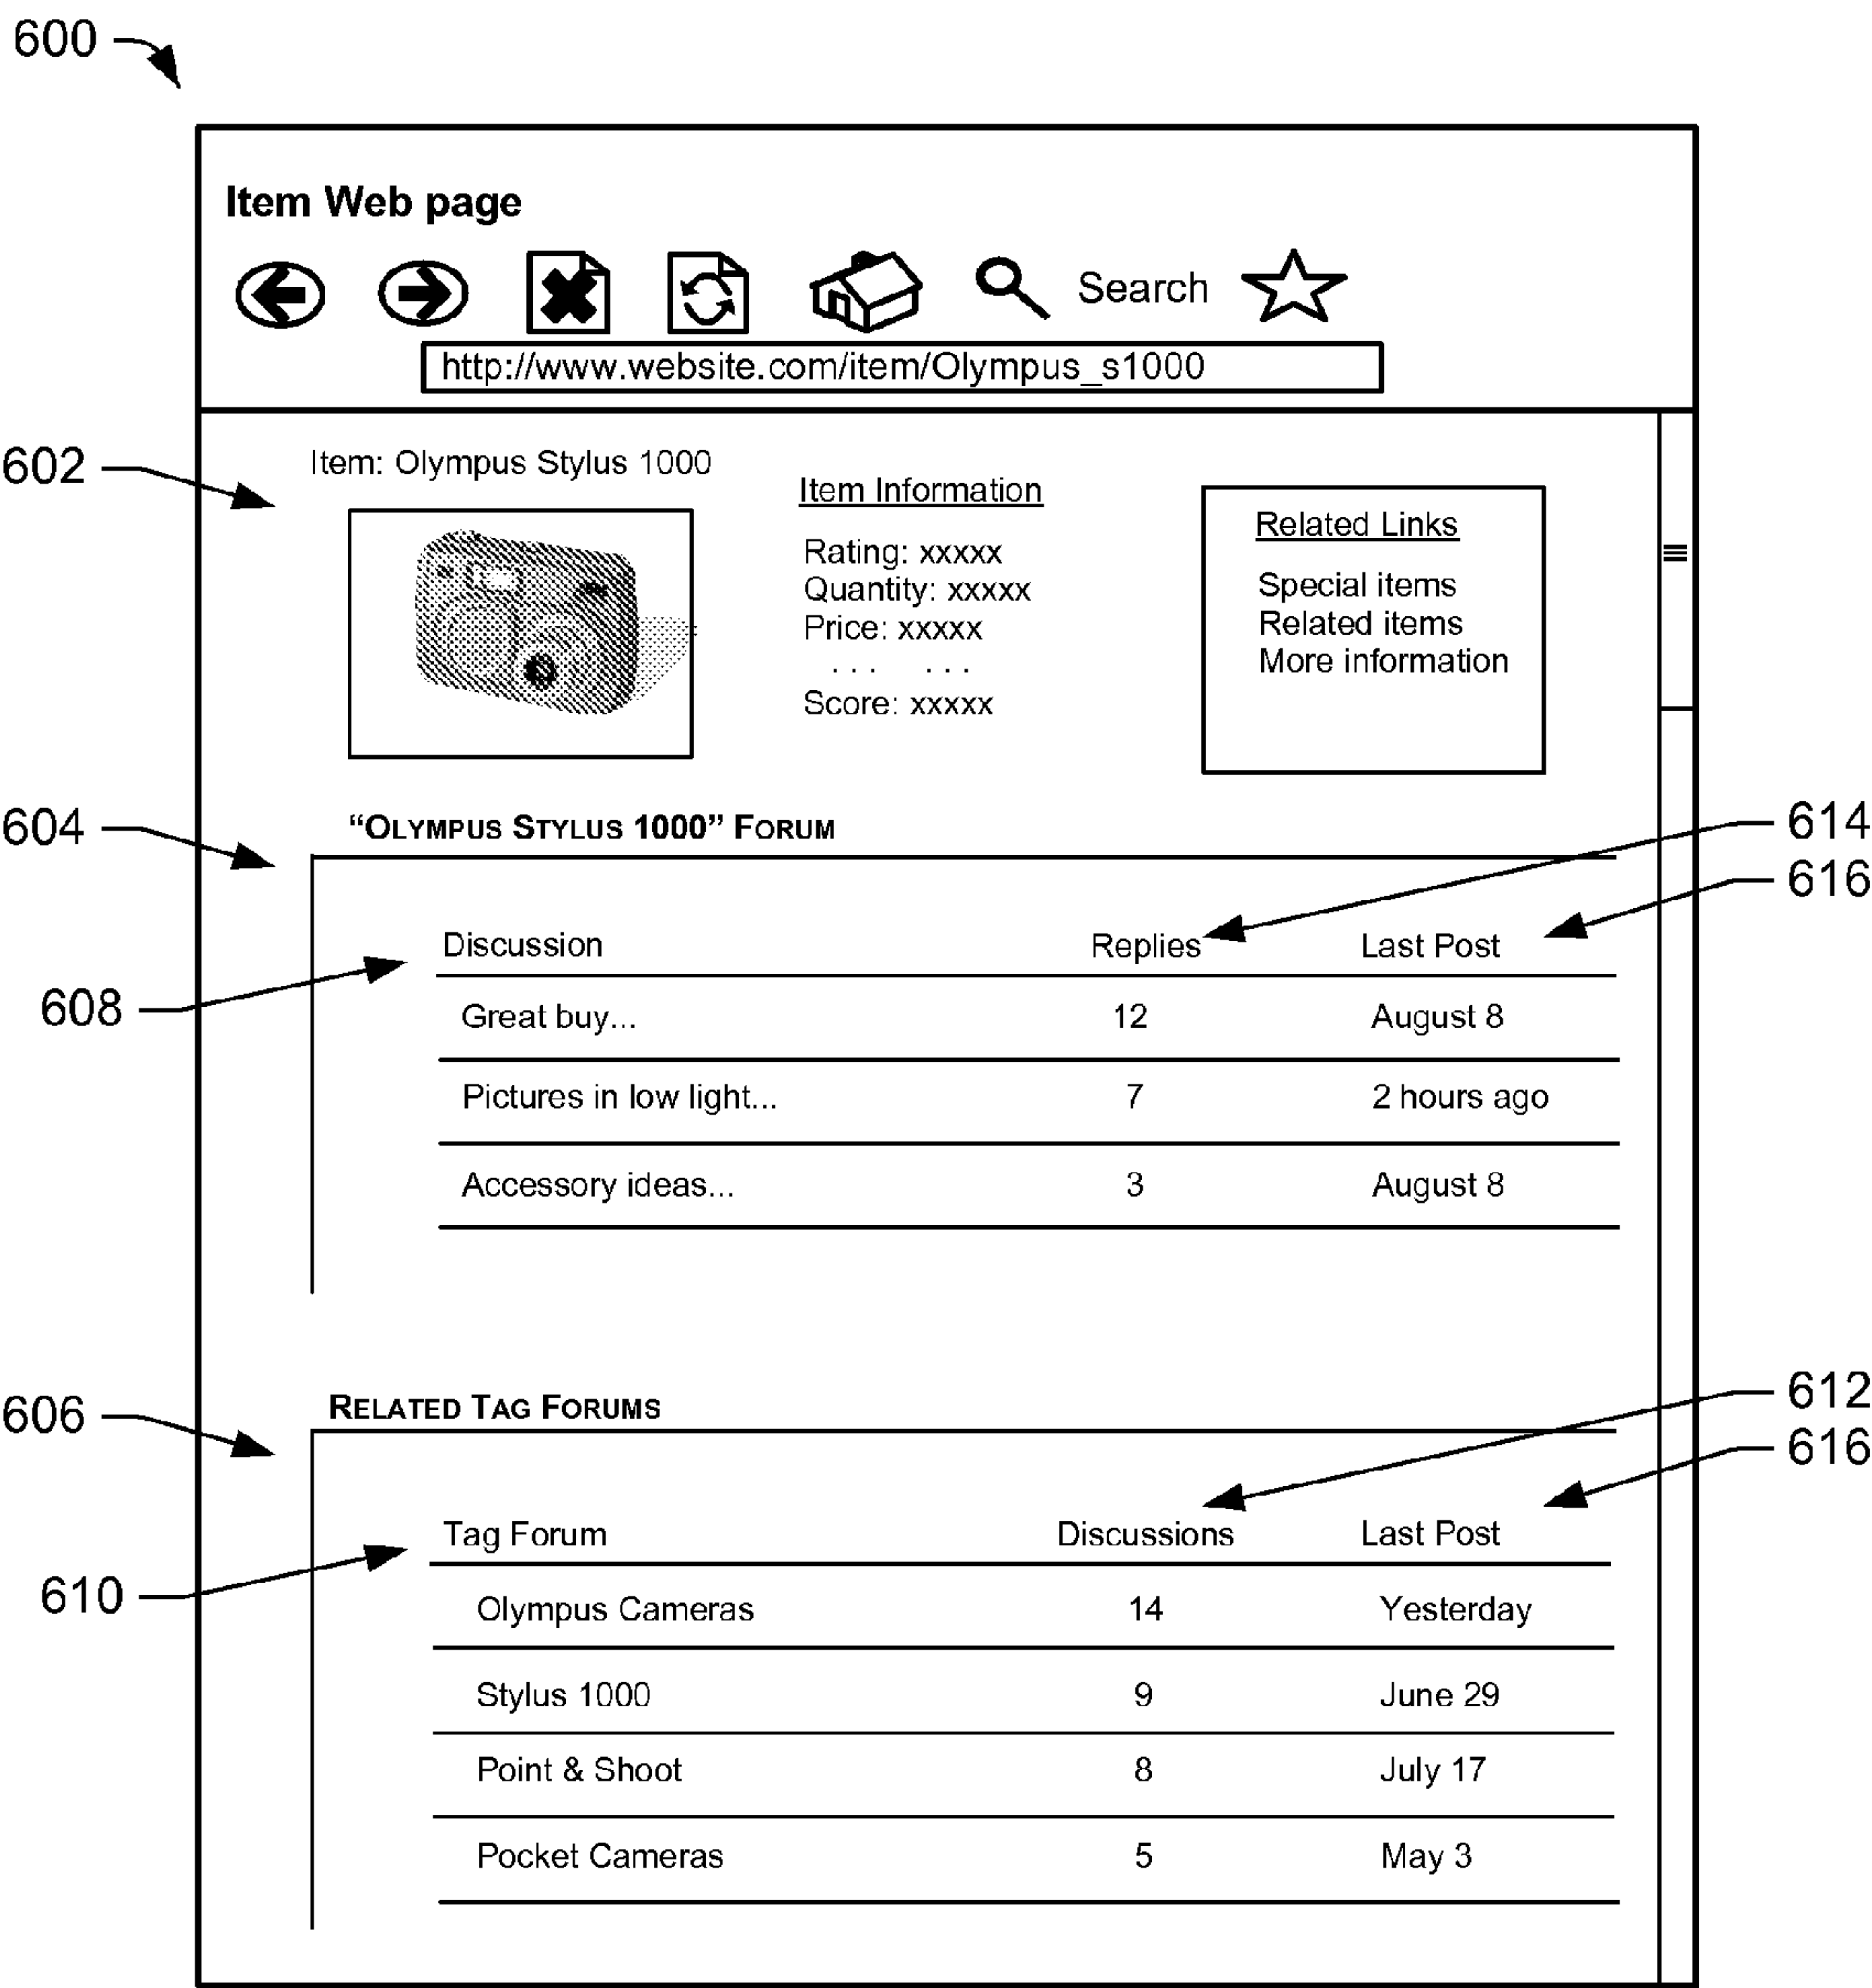 600
Item Web page
Search
http://www.website.com/item/Olympus_s1000
602
Item: Olympus Stylus 1000
Item Information
Rating: xxxxx
Quantity: xxxxx
Price: xxxxx
... ...
Score: xxxxx
Related Links
Special items
Related items
More information
604
“OLYMPUS STYLUS 1000” FORUM
614
616
608
Discussion Replies Last Post
Great buy... 12 August 8
Pictures in low light... 7 2 hours ago
Accessory ideas... 3 August 8
606
RELATED TAG FORUMS
612
616
610
Tag Forum Discussions Last Post
Olympus Cameras 14 Yesterday
Stylus 1000 9 June 29
Point & Shoot 8 July 17
Pocket Cameras 5 May 3